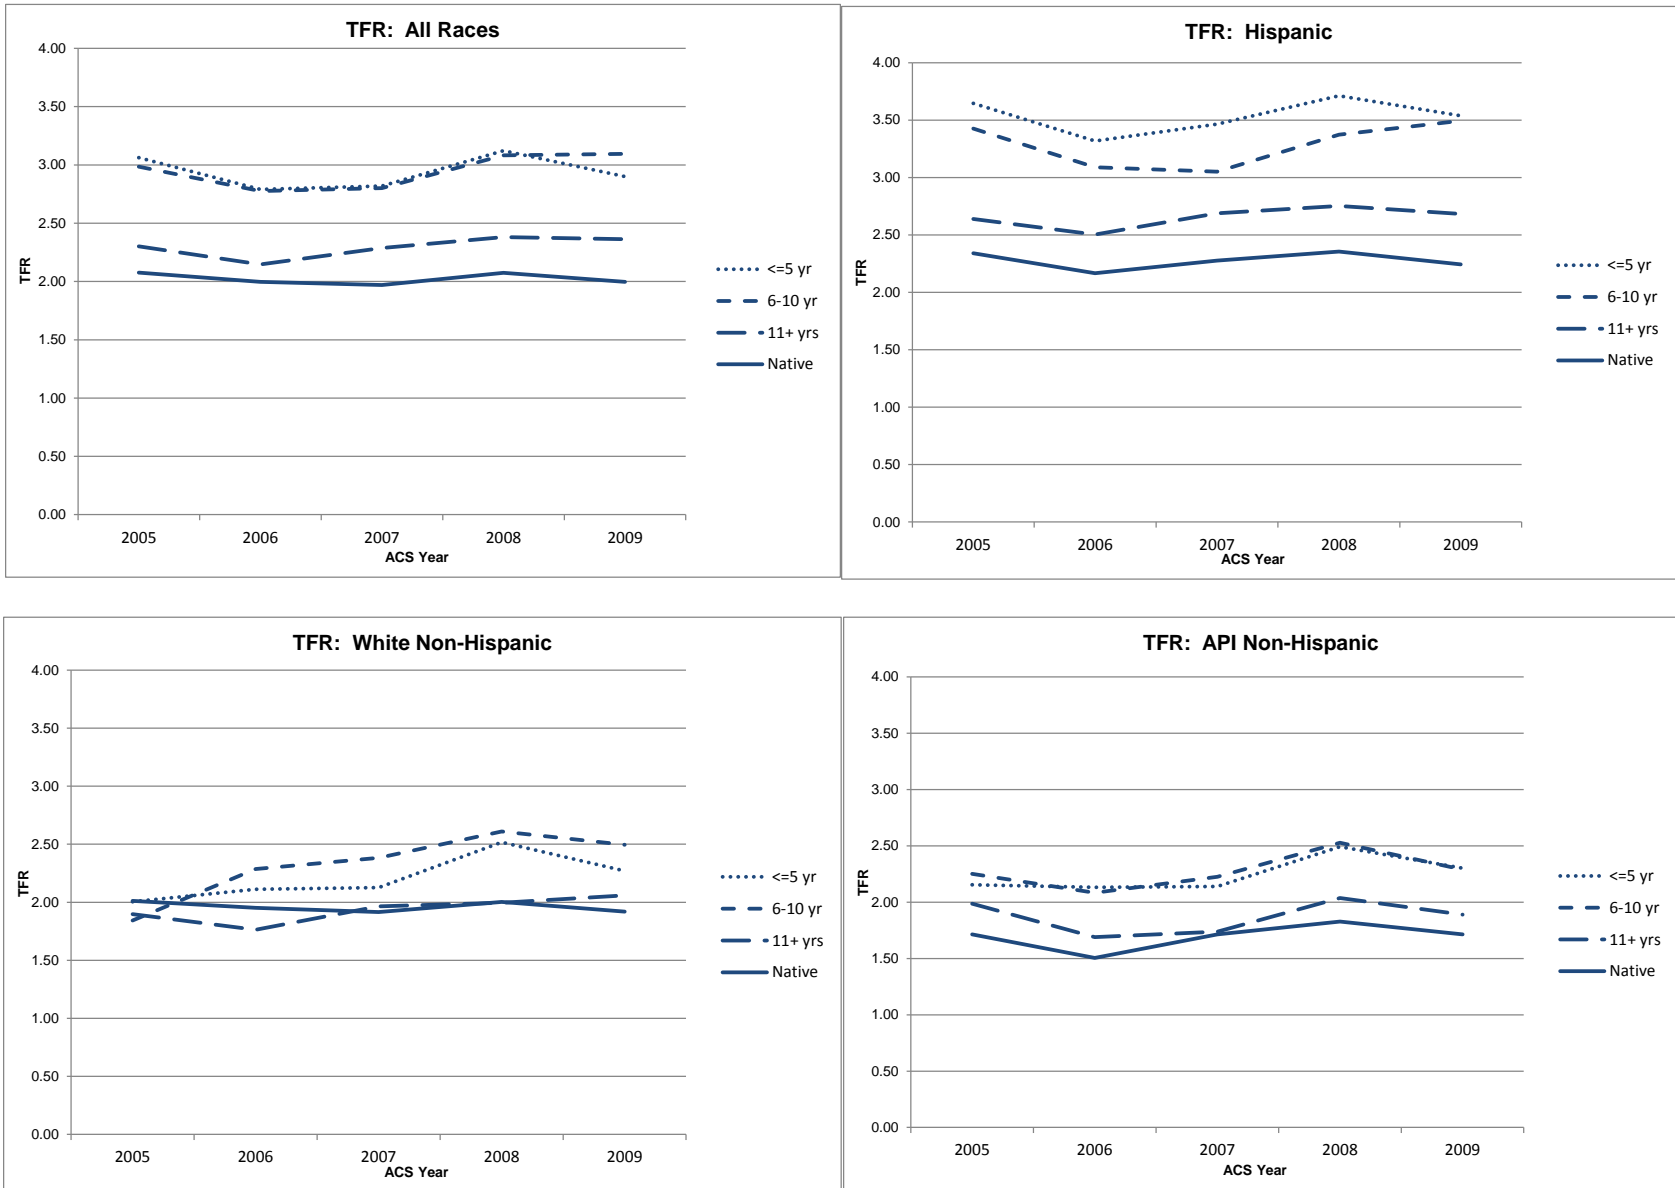 TFR: All Races
4.00
3.50
3.00
2.50
2.00
1.50
1.00
0.50
0.00
TFR
2005 2006 2007 2008 2009
ACS Year
<=5 yr
6-10 yr
11+ yrs
Native
TFR: Hispanic
4.00
3.50
3.00
2.50
2.00
1.50
1.00
0.50
0.00
TFR
2005 2006 2007 2008 2009
ACS Year
<=5 yr
6-10 yr
11+ yrs
Native
TFR: White Non-Hispanic
4.00
3.50
3.00
2.50
2.00
1.50
1.00
0.50
0.00
TFR
2005 2006 2007 2008 2009
ACS Year
<=5 yr
6-10 yr
11+ yrs
Native
TFR: API Non-Hispanic
4.00
3.50
3.00
2.50
2.00
1.50
1.00
0.50
0.00
TFR
2005 2006 2007 2008 2009
ACS Year
<=5 yr
6-10 yr
11+ yrs
Native